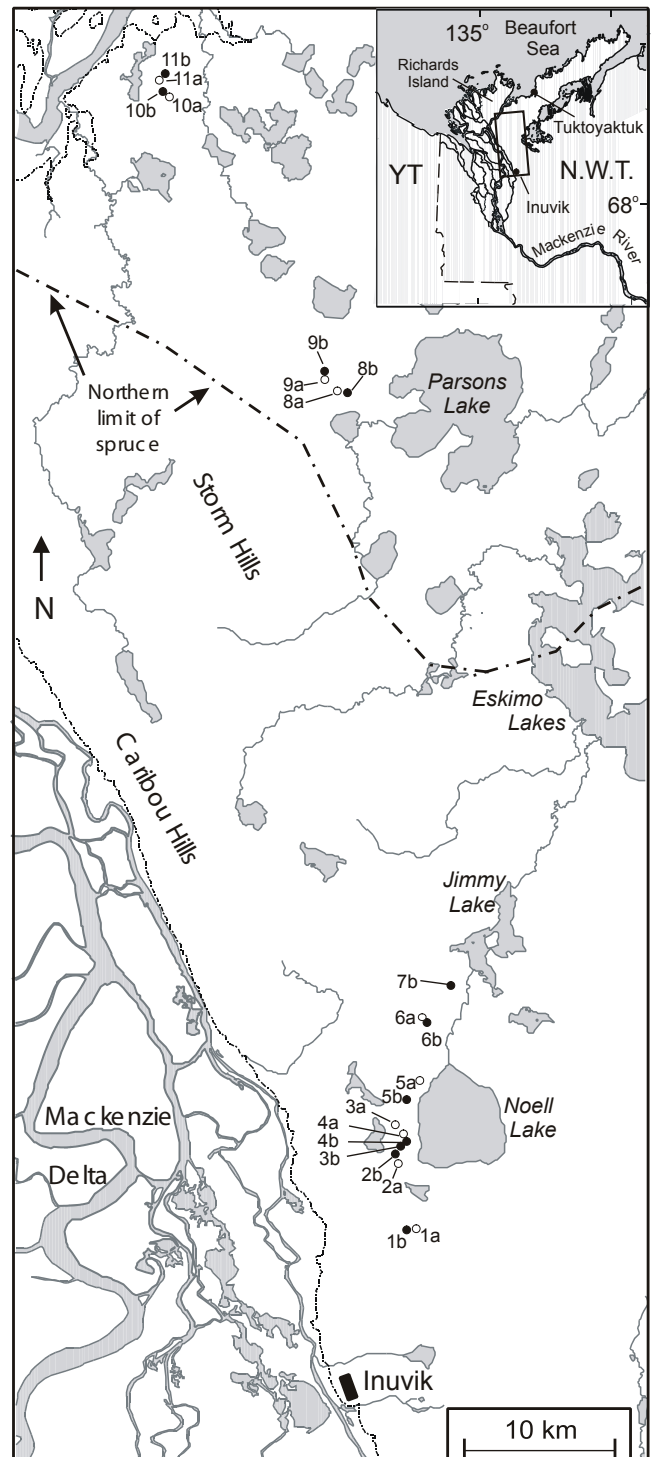 11b
11a
10b
10a
135°
Beaufort
Sea
Richards
Island
Tuktoyaktuk
YT
N.W.T.
Inuvik
68°
Mackenzie River
9b
9a
8a
8b
Parsons
Lake
Northern
limit of
spruce
Storm Hills
N
Eskimo
Lakes
Caribou Hills
Jimmy
Lake
7b
6a
6b
5a
5b
3a
4a
4b
3b
2b
2a
Noell
Lake
Mackenzie
Delta
1b
1a
Inuvik
10 km